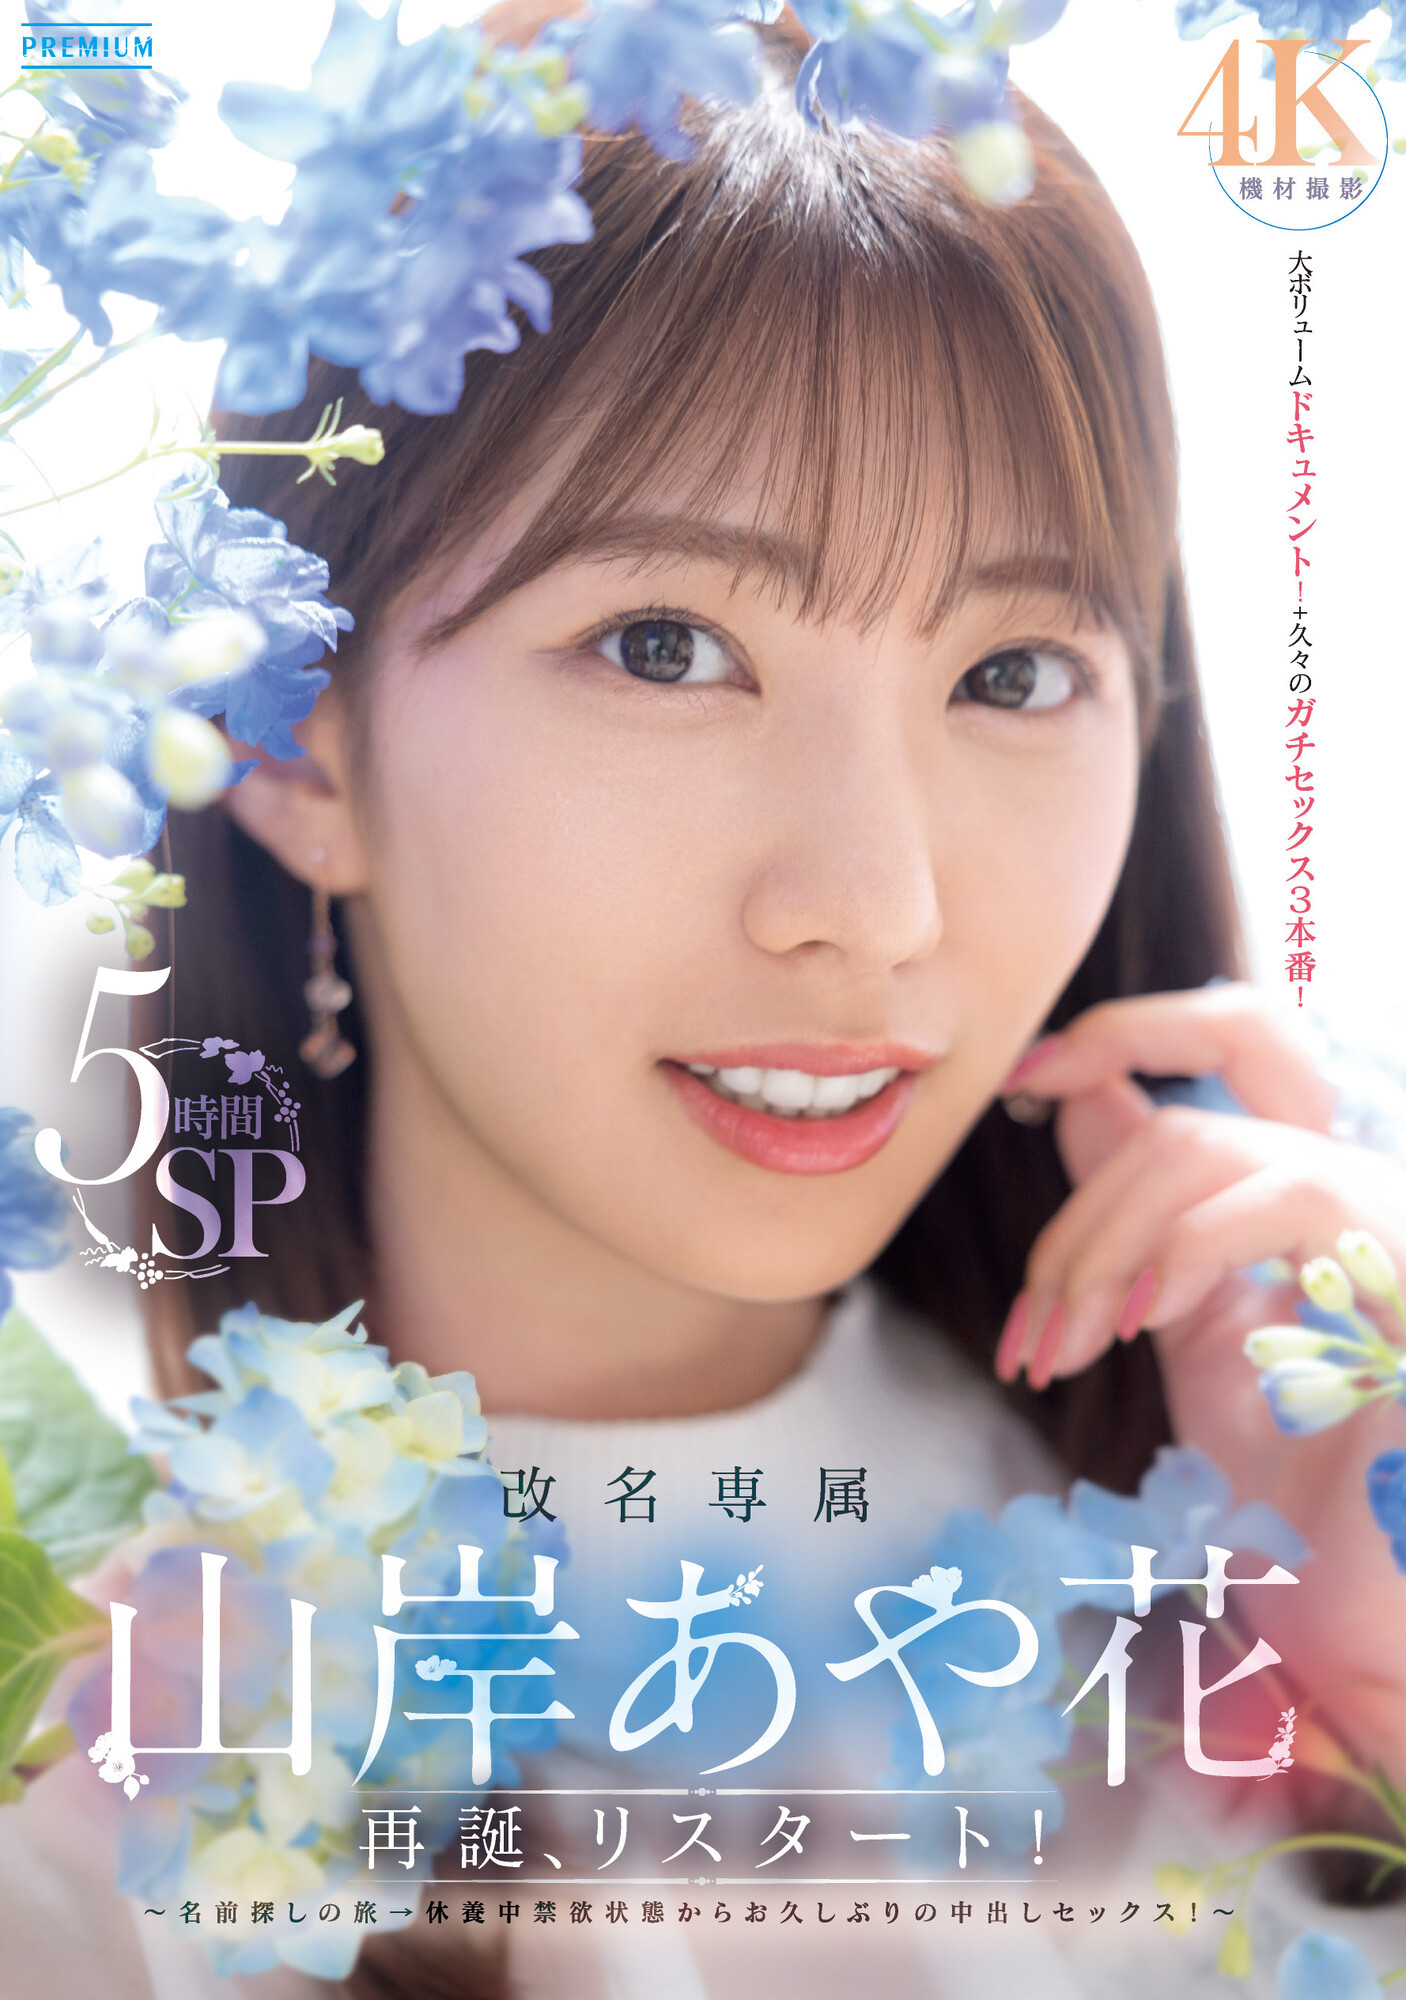 PREMIUM
4K
機材撮影
大ボリュームドキュメント！+久々のガチセックス3本番！
5時間
SP
改名専属
山岸あや花
再誕、リスタート！
～名前探しの旅→休養中禁欲状態からお久しぶりの中出しセックス！～